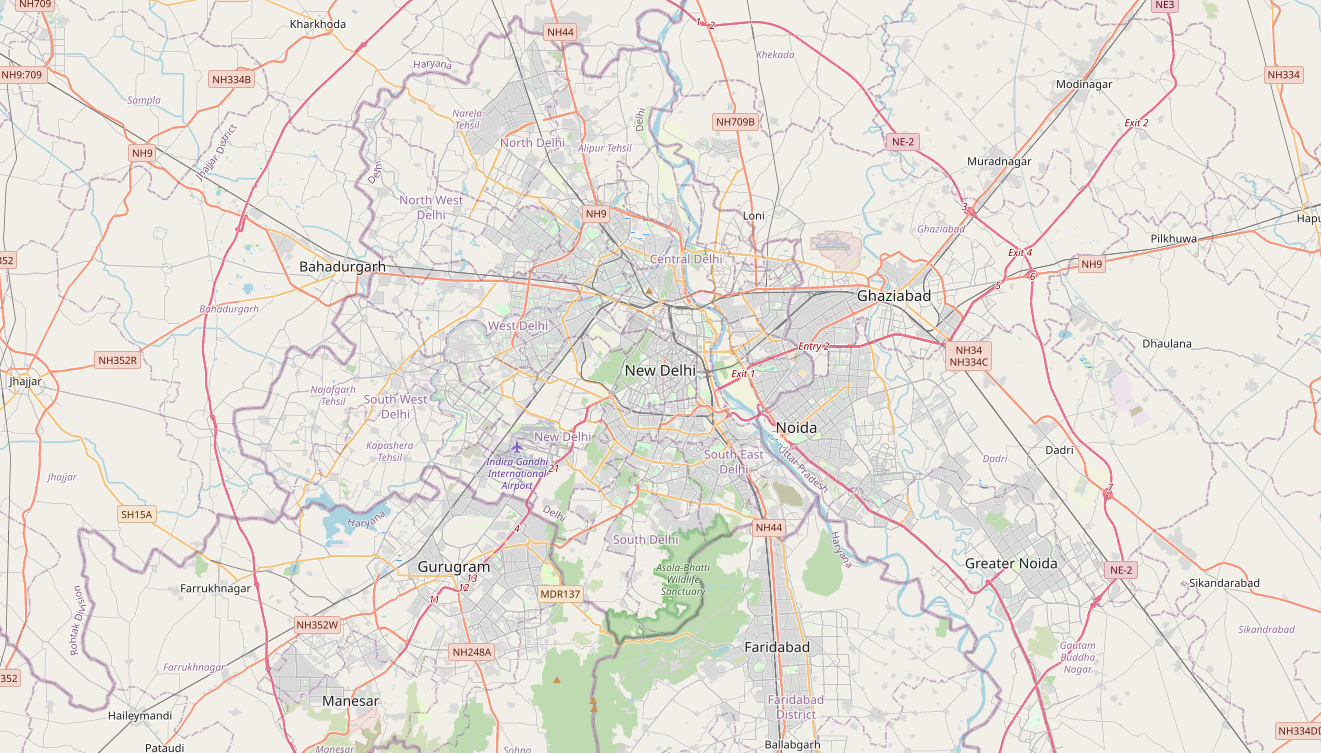 NH709
NE3
Kharkhoda
1
2
NH44
Khekada
Haryana
NH9:709
NH334B
NH334
Modinagar
Sampla
Narela
Tehsil
Delhi
NH709B
Exit 2
North Delhi
Alipur Tehsil
NE-2
NH9
Jhajjar District
Delhi
Muradnagar
North West
Delhi
NH9
Loni
3
Ghaziabad
Hapu
Pilkhuwa
352
Bahadurgarh
Central Delhi
Exit 4
NH9
6
5
Ghaziabad
Bahadurgarh
West Delhi
Entry 2
NH34
NH334C
Dhaulana
NH352R
New Delhi
Exit 1
Jhajjar
Najafgarh
Tehsil
South West
Delhi
Noida
New Delhi
Kapashera
Tehsil
Indira Gandhi
International
Airport
21
South East
Delhi
Uttar Pradesh
Dadri
Dadri
Jhajjar
7
SH15A
Haryana
Delhi
4
NH44
South Delhi
Haryana
Gurugram
13
12
11
Asola-Bhatti
Wildlife
Sanctuary
Greater Noida
NE-2
Sikandarabad
Farrukhnagar
MDR137
Rohtak Division
NH352W
Sikandrabad
NH248A
Faridabad
Gautam
Buddha
Nagar
Farrukhnagar
352
Manesar
Faridabad
District
Haileymandi
NH334DD
Pataudi
Manesar
Sohna
Ballabgarh